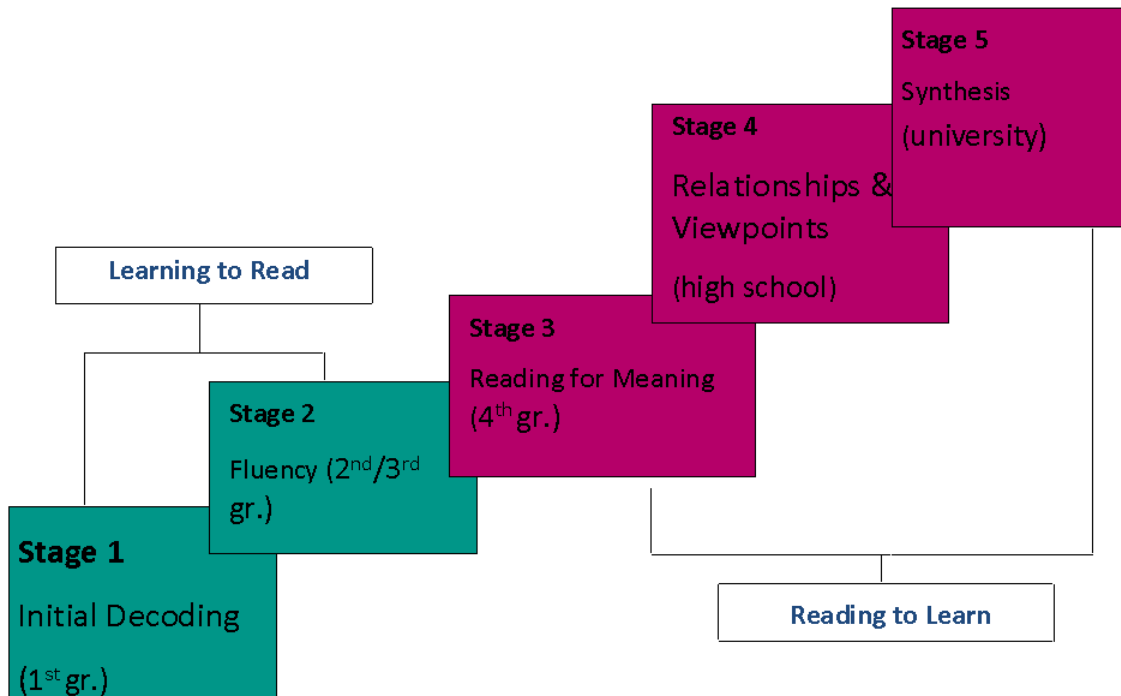 Stage 5
Synthesis
(university)
Stage 4
Relationships &
Viewpoints
(high school)
Learning to Read
Stage 3
Reading for Meaning
(4th gr.)
Stage 2
Fluency (2nd/3rd
gr.)
Stage 1
Initial Decoding
(1st gr.)
Reading to Learn